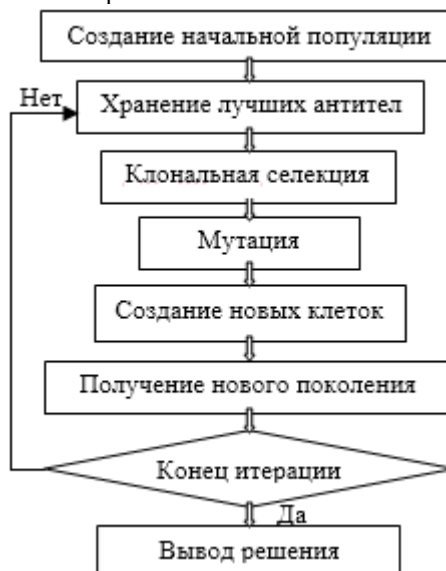 Создание начальной популяции
Нет
Хранение лучших антител
Клональная селекция
Мутация
Создание новых клеток
Получение нового поколения
Конец итерации
Да
Вывод решения